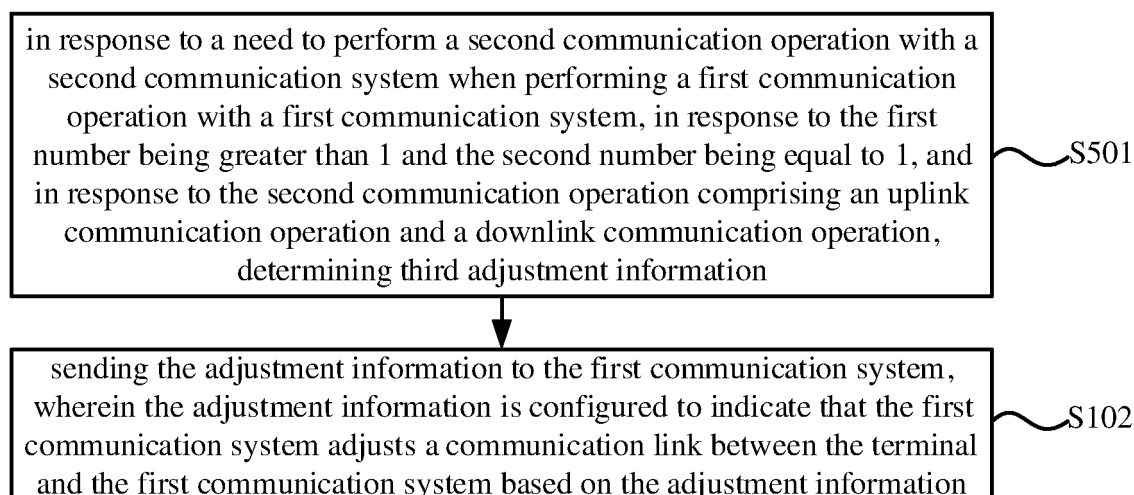 in response to a need to perform a second communication operation with a
second communication system when performing a first communication
operation with a first communication system, in response to the first
number being greater than 1 and the second number being equal to 1, and
in response to the second communication operation comprising an uplink
communication operation and a downlink communication operation,
determining third adjustment information
S501
sending the adjustment information to the first communication system,
wherein the adjustment information is configured to indicate that the first
communication system adjusts a communication link between the terminal
and the first communication system based on the adjustment information
S102